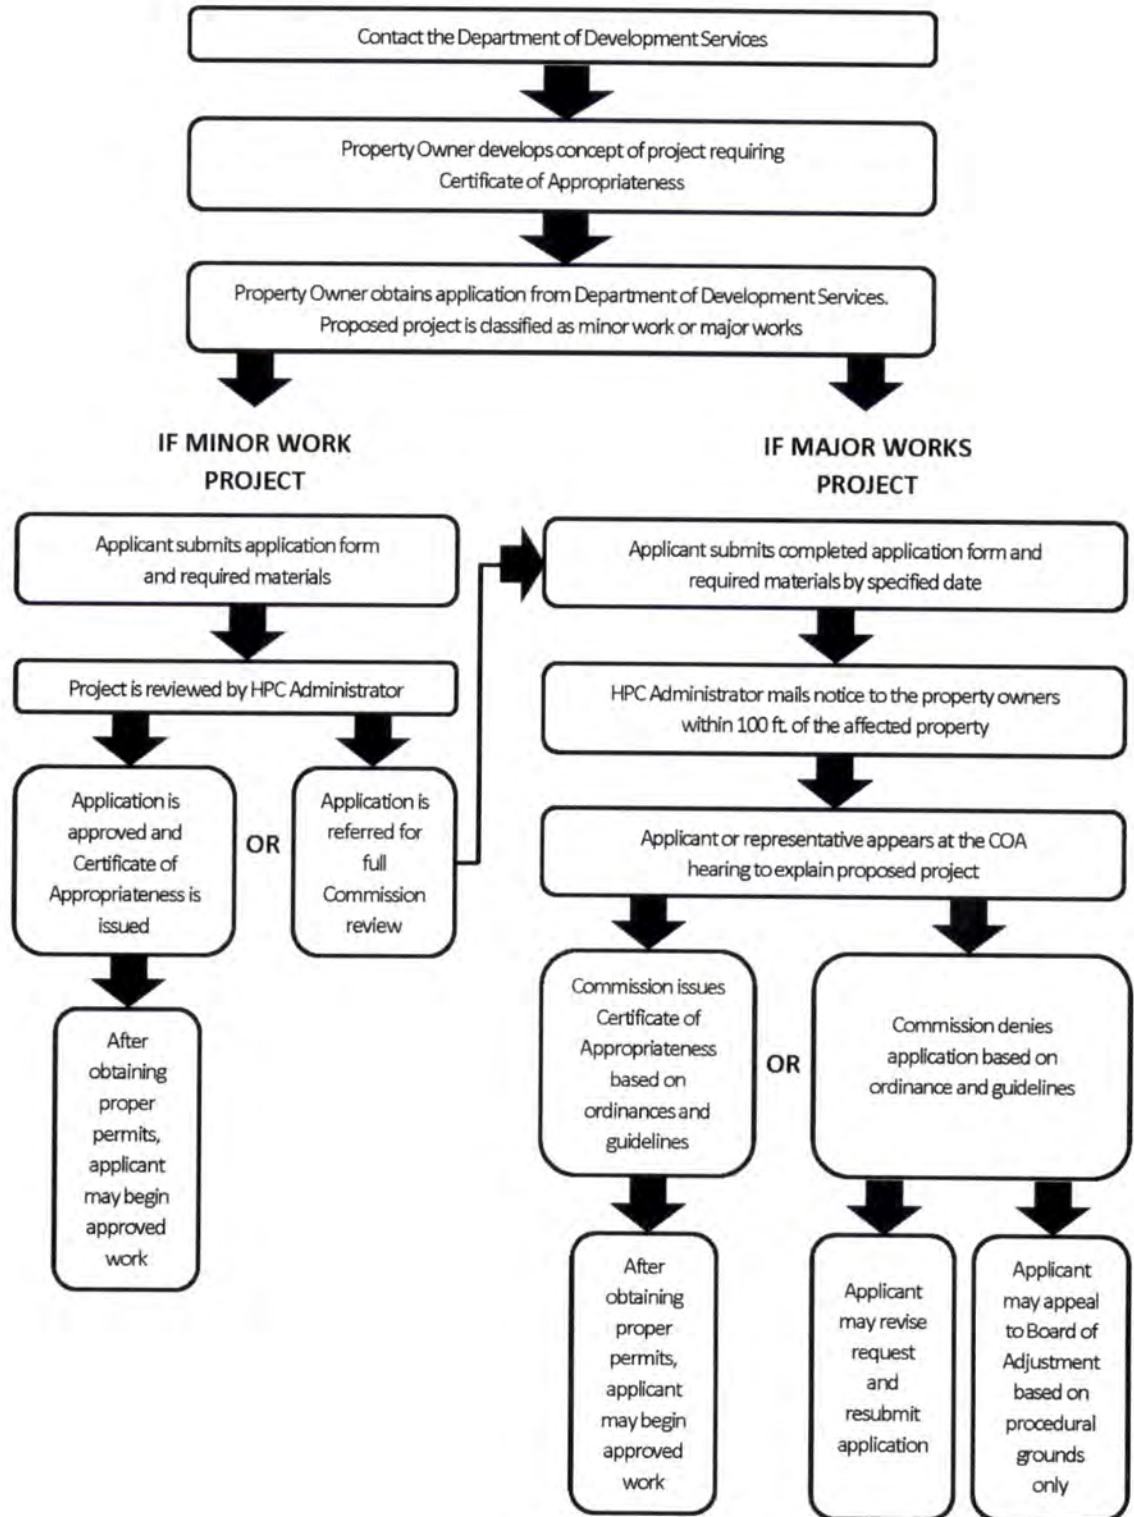 Contact the Department of Development Services
Property Owner develops concept of project requiring
Certificate of Appropriateness
Property Owner obtains application from Department of Development Services.
Proposed project is classified as minor work or major works
IF MINOR WORK
PROJECT
Applicant submits application form
and required materials
Project is reviewed by HPC Administrator
Application is
approved and
Certificate of
Appropriateness is
issued
OR
Application is
referred for
full
Commission
review
After
obtaining
proper
permits,
applicant
may begin
approved
work
IF MAJOR WORKS
PROJECT
Applicant submits completed application form and
required materials by specified date
HPC Administrator mails notice to the property owners
within 100 ft. of the affected property
Applicant or representative appears at the COA
hearing to explain proposed project
Commission issues
Certificate of
Appropriateness
based on
ordinances and
guidelines
OR
Commission denies
application based on
ordinance and guidelines
After
obtaining
proper
permits,
applicant
may begin
approved
work
Applicant
may revise
request
and
resubmit
application
Applicant
may appeal
to Board of
Adjustment
based on
procedural
grounds
only